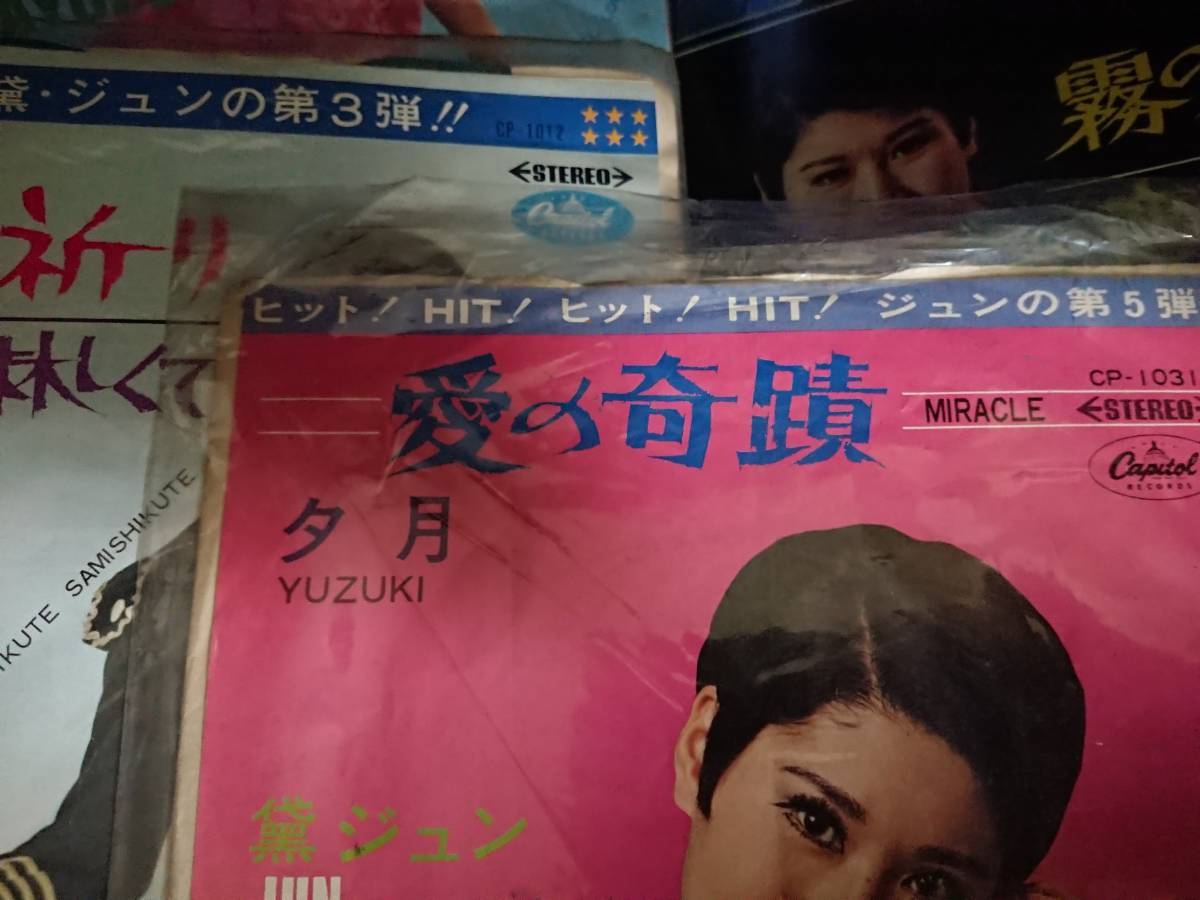 黛・ジュンの第3弾!!
CP-1012
←STEREO→
Capitol
祈り
淋しくて
SHIKUTE SAMISHIKUTE
霧の
ヒット! HIT! ヒット! HIT! ジュンの第5弾
愛の奇蹟
MIRACLE
CP-1031
←STEREO→
Capitol
RECORDS
夕月
YUZUKI
黛 ジュン
JUN